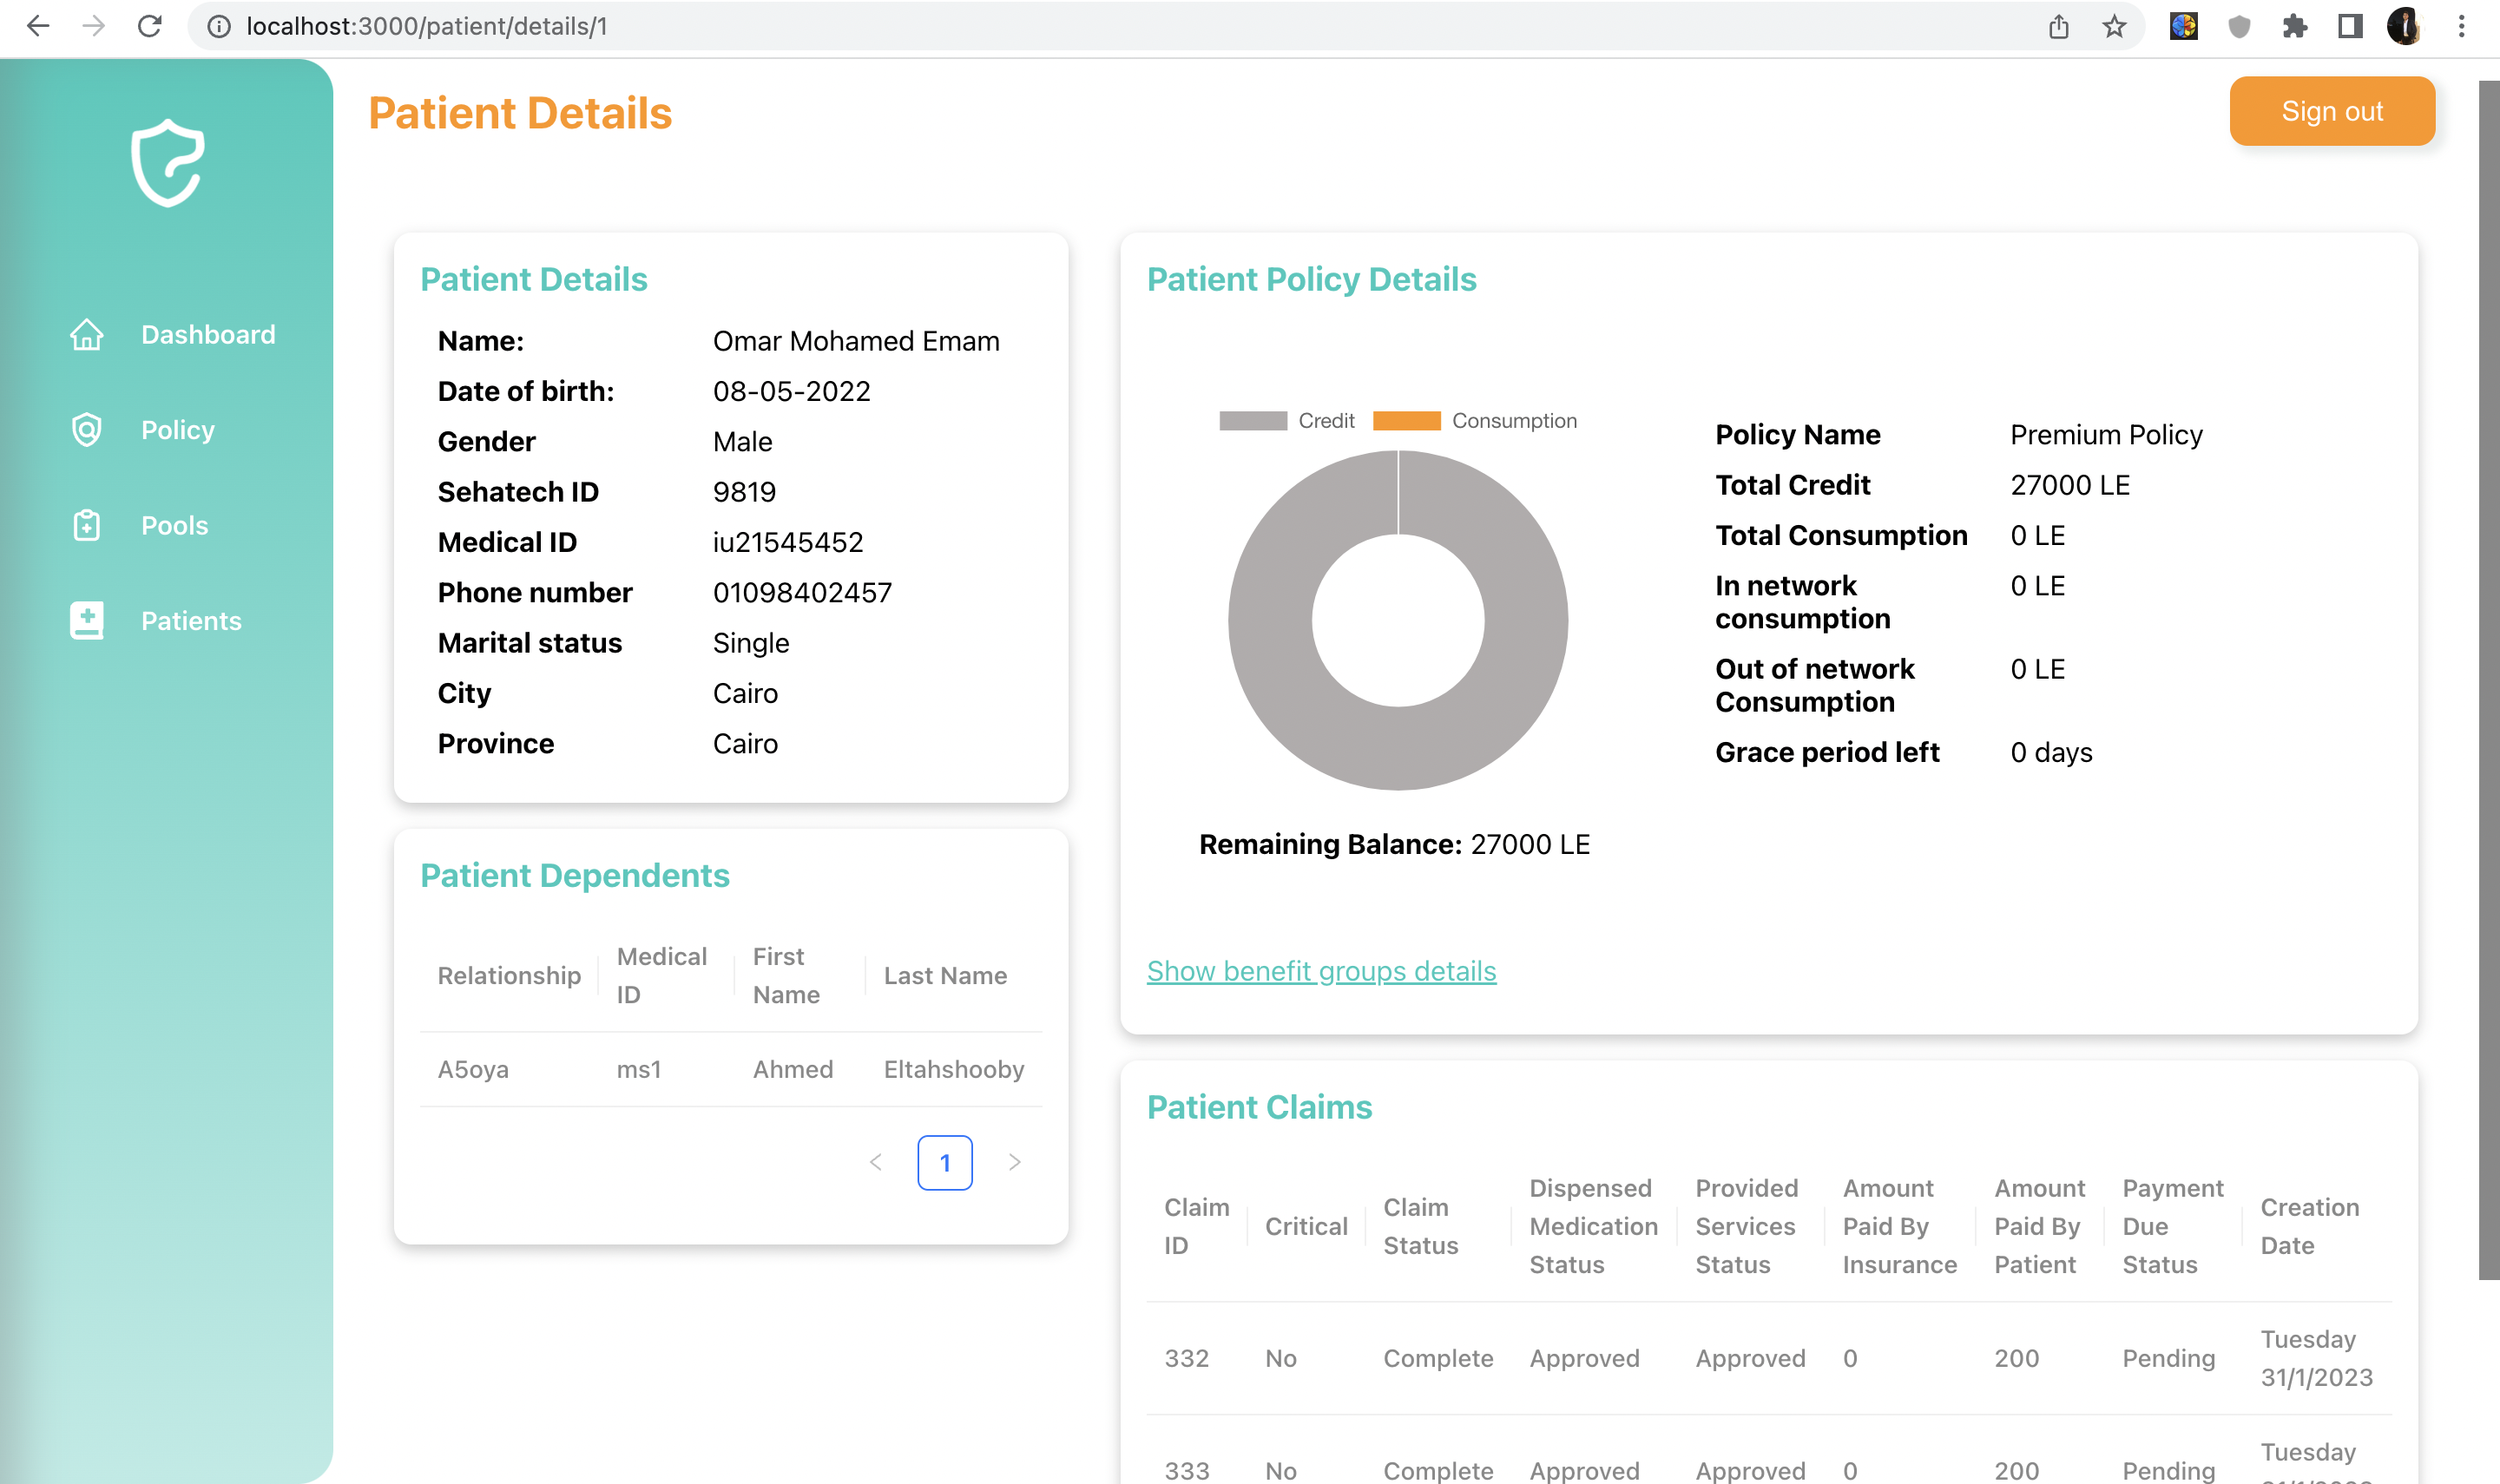 localhost:3000/patient/details/1
Patient Details
Sign out
Dashboard
Policy
Pools
Patients
Patient Details
Name: Omar Mohamed Emam
Date of birth: 08-05-2022
Gender Male
Sehatech ID 9819
Medical ID iu21545452
Phone number 01098402457
Marital status Single
City Cairo
Province Cairo
Patient Dependents
Relationship Medical ID First Name Last Name
A5oya ms1 Ahmed Eltahshooby
1
Patient Policy Details
Credit Consumption
Remaining Balance: 27000 LE
Policy Name Premium Policy
Total Credit 27000 LE
Total Consumption 0 LE
In network consumption 0 LE
Out of network Consumption 0 LE
Grace period left 0 days
Show benefit groups details
Patient Claims
Claim ID Critical Claim Status Dispensed Medication Status Provided Services Status Amount Paid By Insurance Amount Paid By Patient Payment Due Status Creation Date
332 No Complete Approved Approved 0 200 Pending Tuesday 31/1/2023
333 No Complete Approved Approved 0 200 Pending Tuesday